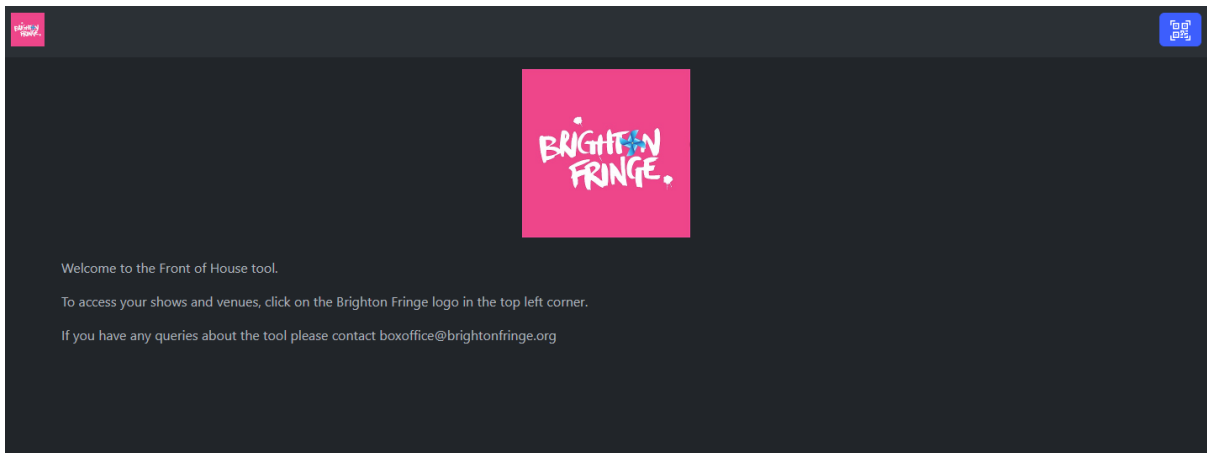 BRIGHTON
FRINGE.
BRIGHTON
FRINGE.
Welcome to the Front of House tool.
To access your shows and venues, click on the Brighton Fringe logo in the top left corner.
If you have any queries about the tool please contact boxoffice@brightonfringe.org